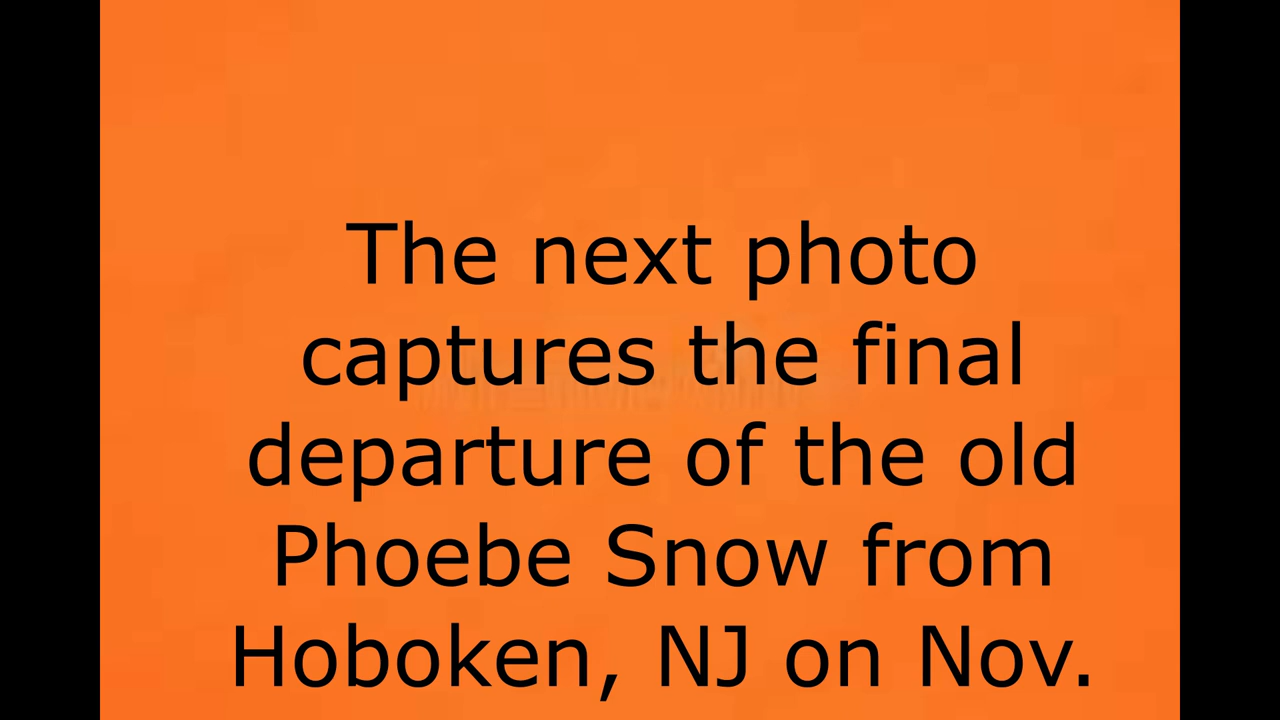 The next photo
captures the final
departure of the old
Phoebe Snow from
Hoboken, NJ on Nov.